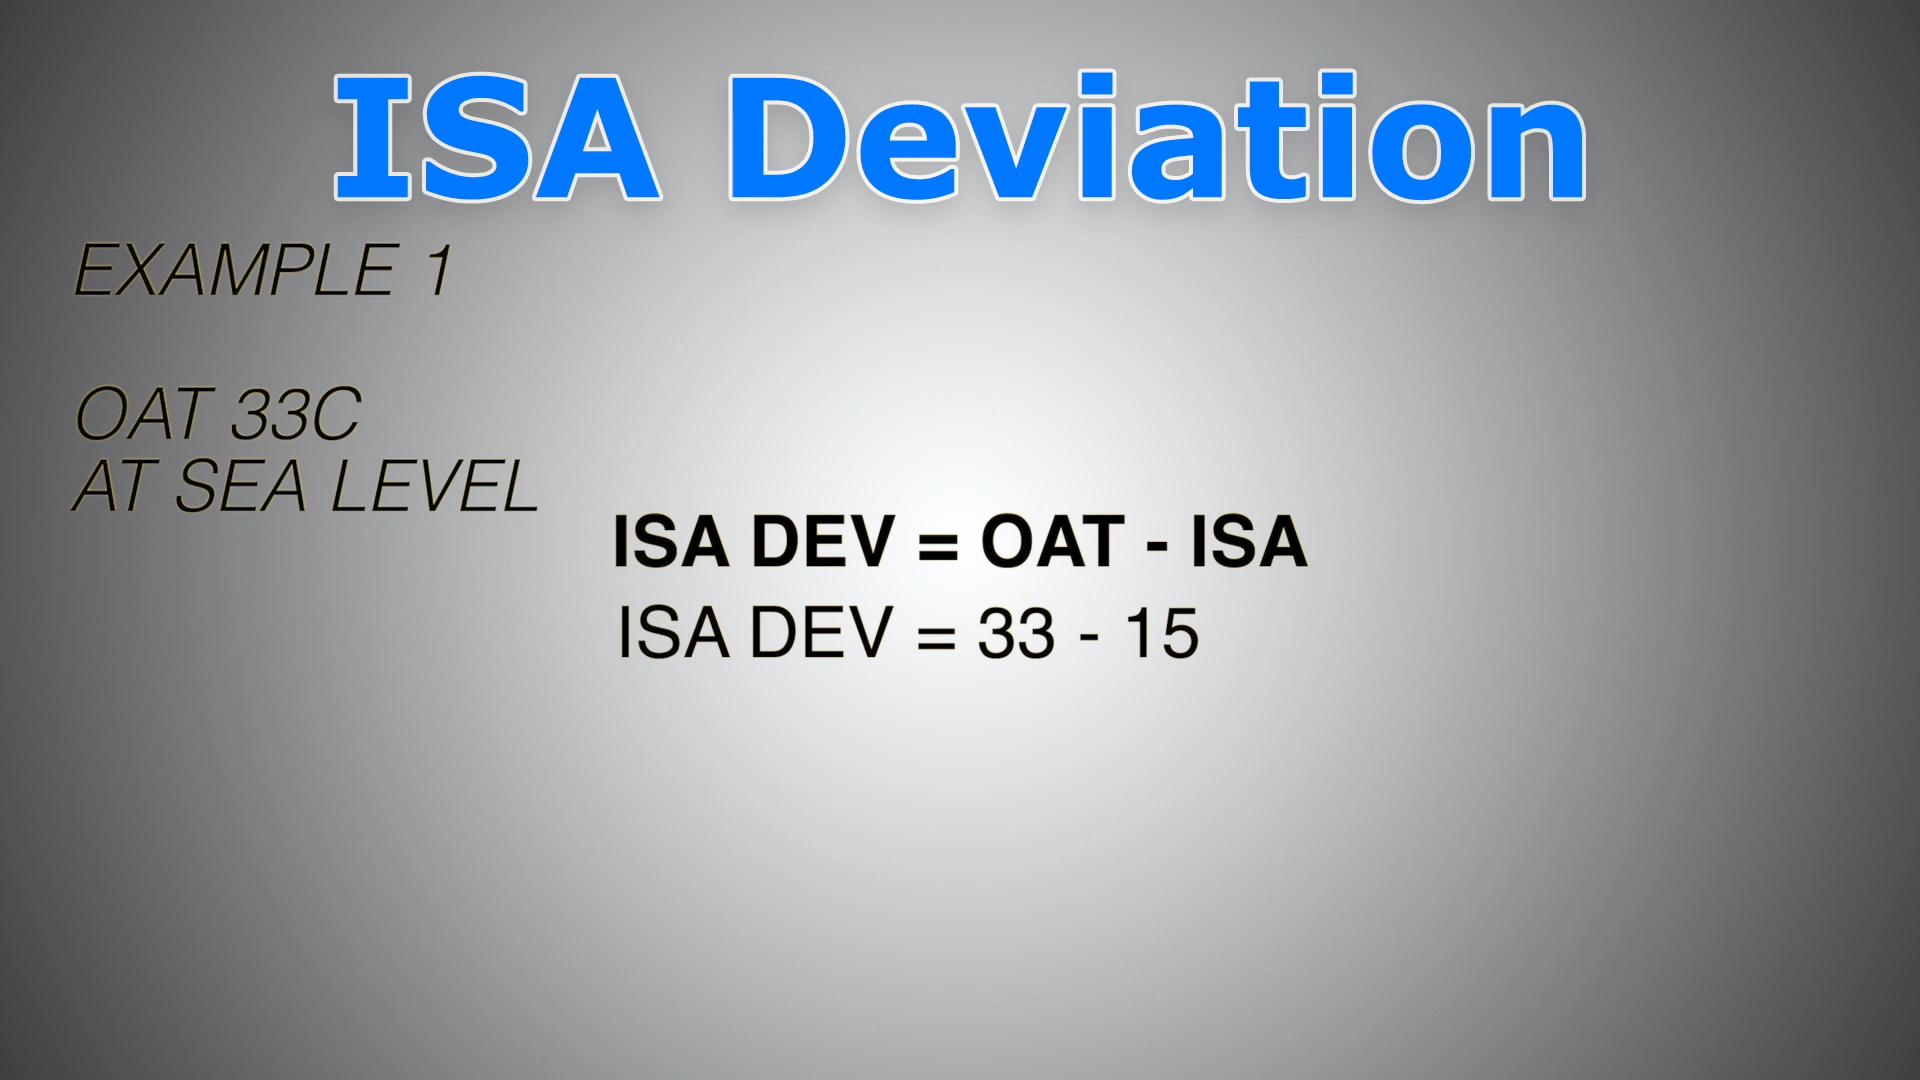 ISA Deviation
EXAMPLE 1
OAT 33C
AT SEA LEVEL
ISA DEV = OAT - ISA
ISA DEV = 33 - 15